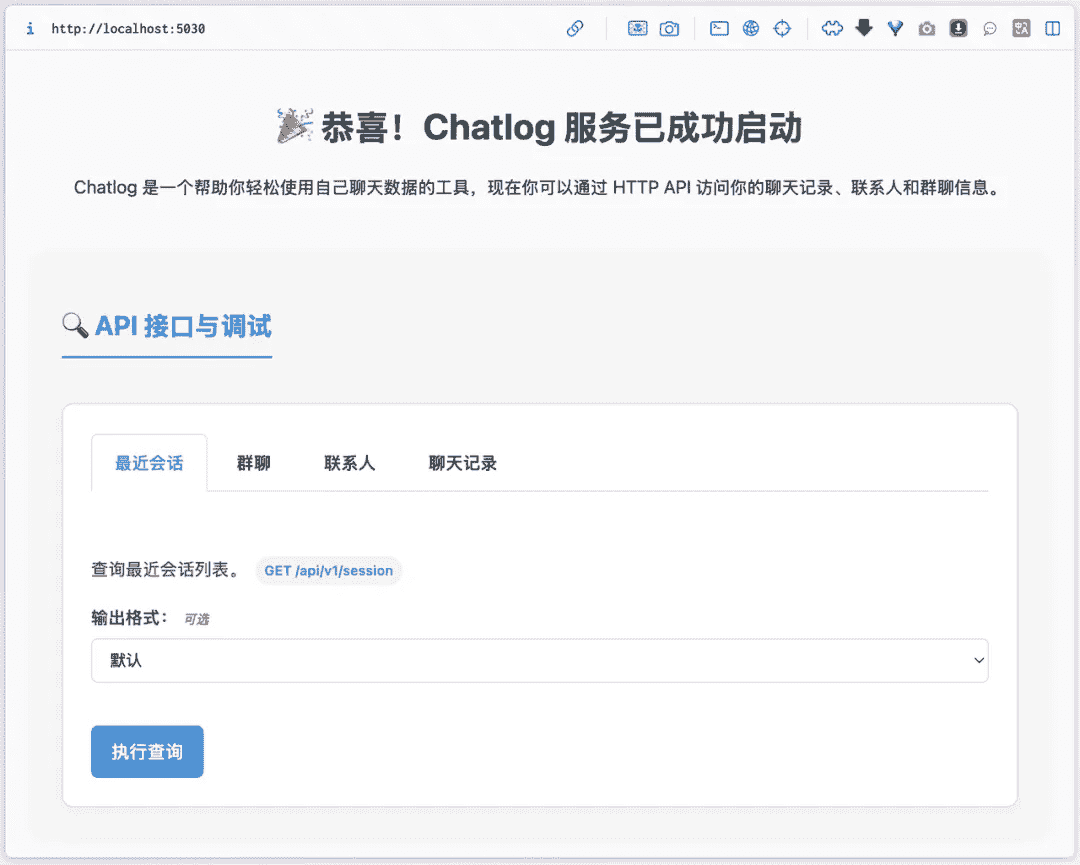 http://localhost:5030
恭喜！Chatlog 服务已成功启动
Chatlog 是一个帮助你轻松使用自己聊天数据的工具，现在你可以通过 HTTP API 访问你的聊天记录、联系人和群聊信息。
API 接口与调试
最近会话 群聊 联系人 聊天记录
查询最近会话列表。 GET /api/v1/session
输出格式： 可选
默认
执行查询